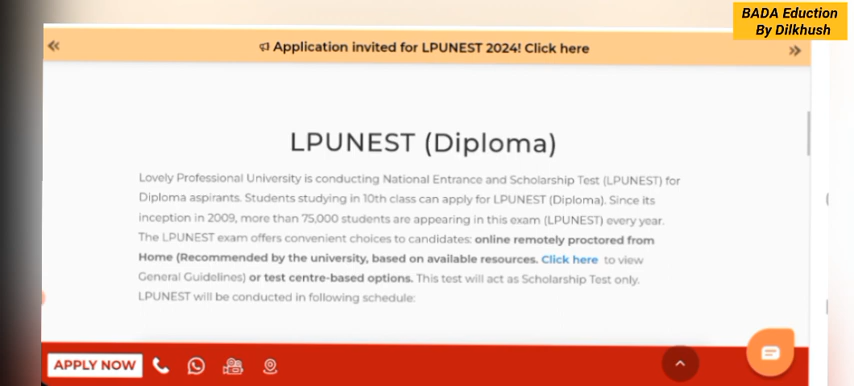 BADA Eduction
By Dilkhush
Application invited for LPUNEST 2024! Click here
LPUNEST (Diploma)
Lovely Professional University is conducting National Entrance and Scholarship Test (LPUNEST) for
Diploma aspirants. Students studying in 10th class can apply for LPUNEST (Diploma). Since its
inception in 2009, more than 75,000 students are appearing in this exam (LPUNEST) every year.
The LPUNEST exam offers convenient choices to candidates: online remotely proctored from
Home (Recommended by the university, based on available resources. Click here to view
General Guidelines) or test centre-based options. This test will act as Scholarship Test only.
LPUNEST will be conducted in following schedule:
APPLY NOW